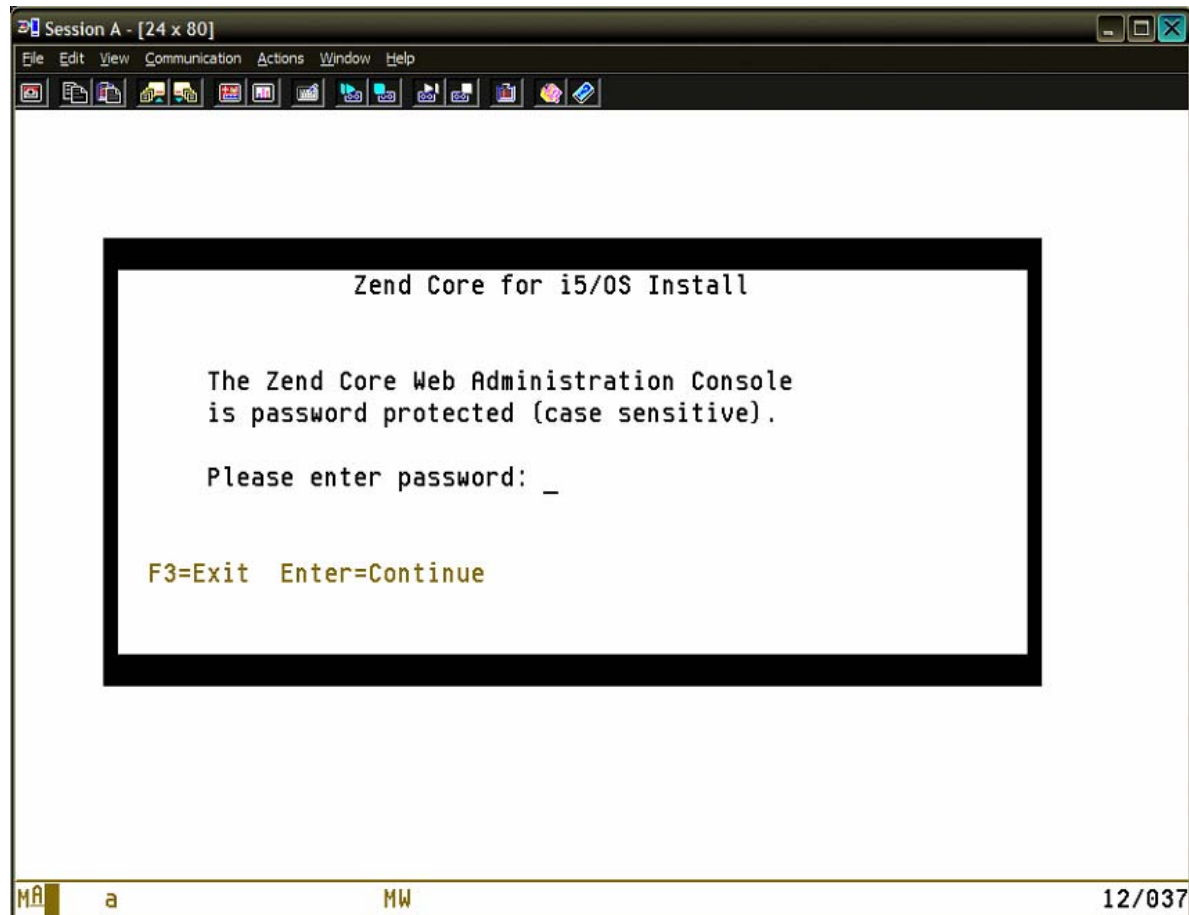 Session A - [24 x 80]
File Edit View Communication Actions Window Help
Zend Core for i5/OS Install
The Zend Core Web Administration Console
is password protected (case sensitive).
Please enter password: _
F3=Exit Enter=Continue
MA a MW 12/037